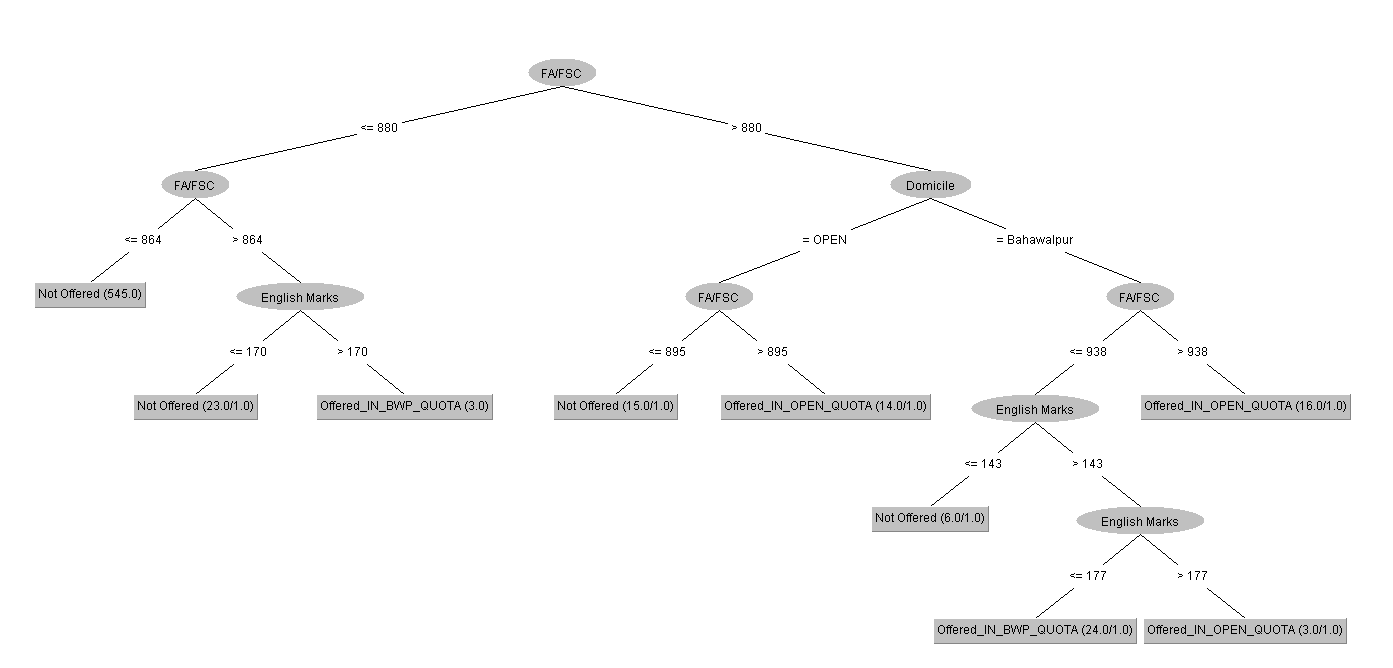 FA/FSC
<= 880
> 880
FA/FSC
Domicile
<= 864
> 864
= OPEN
= Bahawalpur
Not Offered (545.0)
English Marks
FA/FSC
FA/FSC
<= 170
> 170
<= 895
> 895
<= 938
> 938
Not Offered (23.0/1.0)
Offered_IN_BWP_QUOTA (3.0)
Not Offered (15.0/1.0)
Offered_IN_OPEN_QUOTA (14.0/1.0)
English Marks
Offered_IN_OPEN_QUOTA (16.0/1.0)
<= 143
> 143
Not Offered (6.0/1.0)
English Marks
<= 177
> 177
Offered_IN_BWP_QUOTA (24.0/1.0)
Offered_IN_OPEN_QUOTA (3.0/1.0)